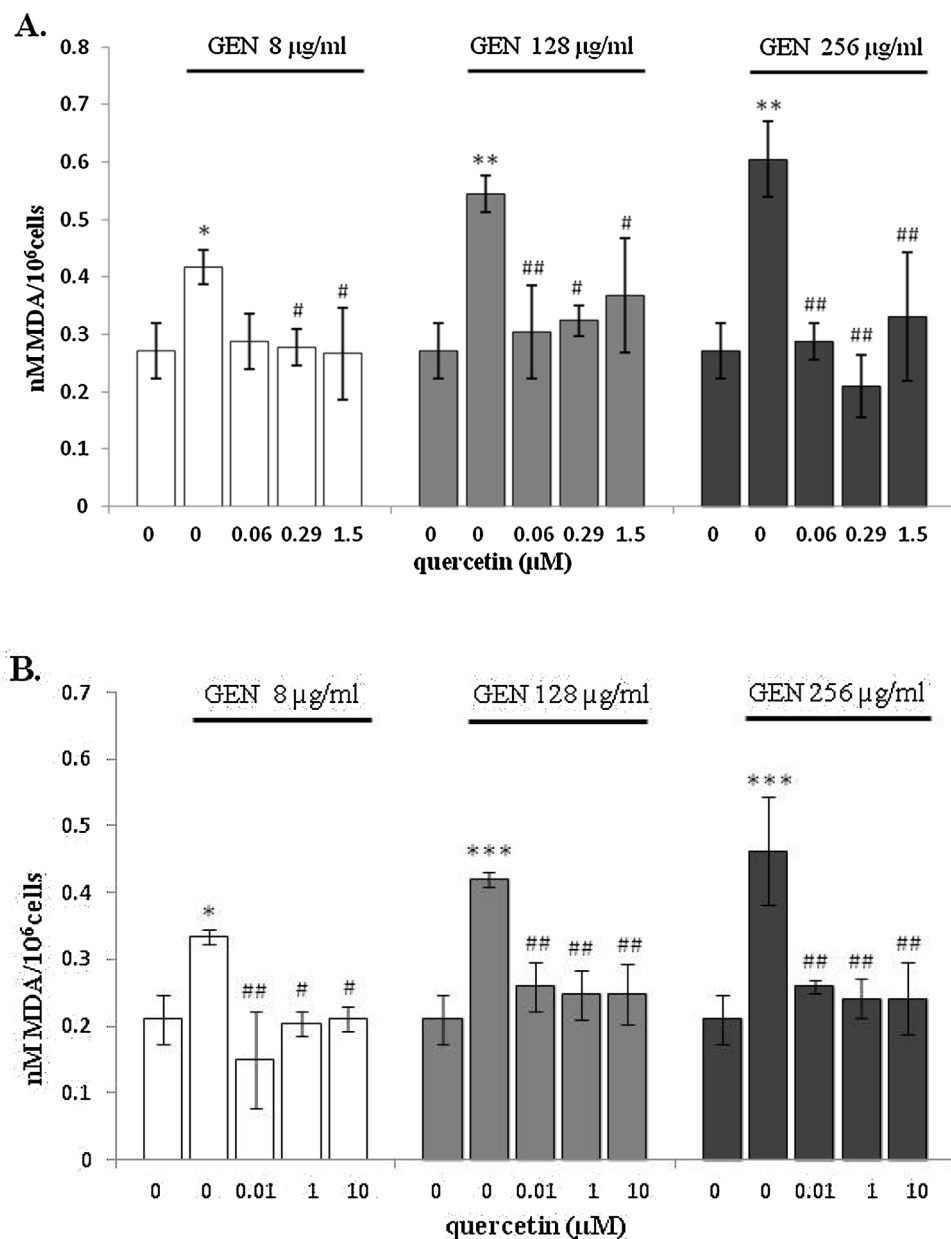 A.
GEN 8 µg/ml GEN 128 µg/ml GEN 256 µg/ml
0.8
0.7
0.6
0.5
0.4
0.3
0.2
0.1
0
nM MDA/10⁶cells
* ** **
# # ## # # ## ## ##
0 0 0.06 0.29 1.5 0 0 0.06 0.29 1.5 0 0 0.06 0.29 1.5
quercetin (µM)
B.
GEN 8 µg/ml GEN 128 µg/ml GEN 256 µg/ml
0.7
0.6
0.5
0.4
0.3
0.2
0.1
0
nM MDA/10⁶cells
* *** ***
## # # ## ## ## ## ## ##
0 0 0.01 1 10 0 0 0.01 1 10 0 0 0.01 1 10
quercetin (µM)